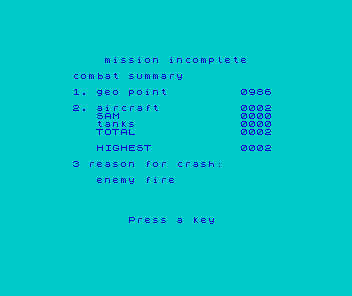 mission incomplete
combat summary
1. geo point 0986
2. aircraft 0002
SAM 0000
tanks 0000
TOTAL 0002
HIGHEST 0002
3 reason for crash:
enemy fire
Press a key